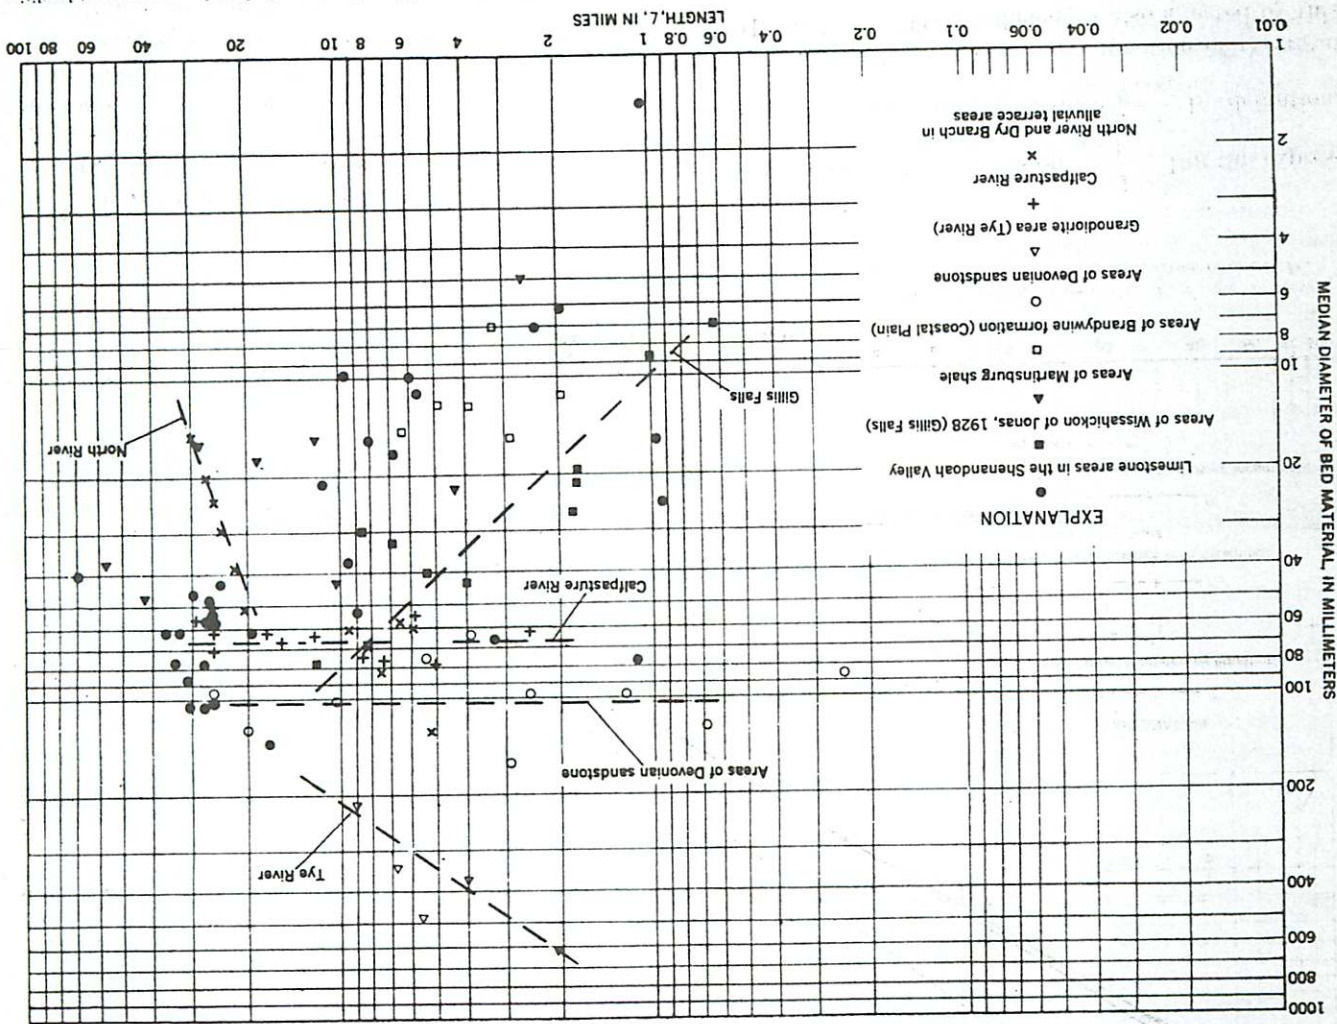 MEDIAN DIAMETER OF BED MATERIAL, IN MILLIMETERS
1000
800
600
400
200
100
80
60
40
20
10
8
6
4
2
1
Tye River
Areas of Devonian sandstone
Calfpasture River
Gillis Falls
North River
EXPLANATION
Limestone areas in the Shenandoah Valley
Areas of Wissahickon of Jonas, 1928 (Gillis Falls)
Areas of Martinsburg shale
Areas of Brandywine formation (Coastal Plain)
Areas of Devonian sandstone
Granodiorite area (Tye River)
Calfpasture River
North River and Dry Branch in
alluvial terrace areas
0.01 0.02 0.04 0.06 0.1 0.2 0.4 0.6 0.8 1 2 4 6 8 10 20 40 60 80 100
LENGTH, L, IN MILES